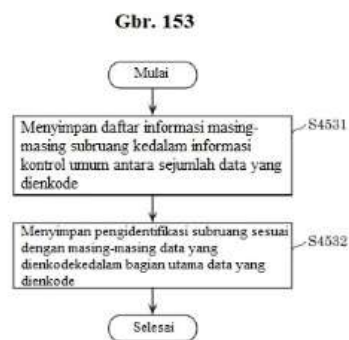 Gbr. 153
Mulai
Menyimpan daftar informasi masing-
masing subruang kedalam informasi
kontrol umum antara sejumlah data yang
dienkode
S4531
Menyimpan pengidentifikasi subruang sesuai
dengan masing-masing data yang
dienkodekedalam bagian utama data yang
dienkode
S4532
Selesai